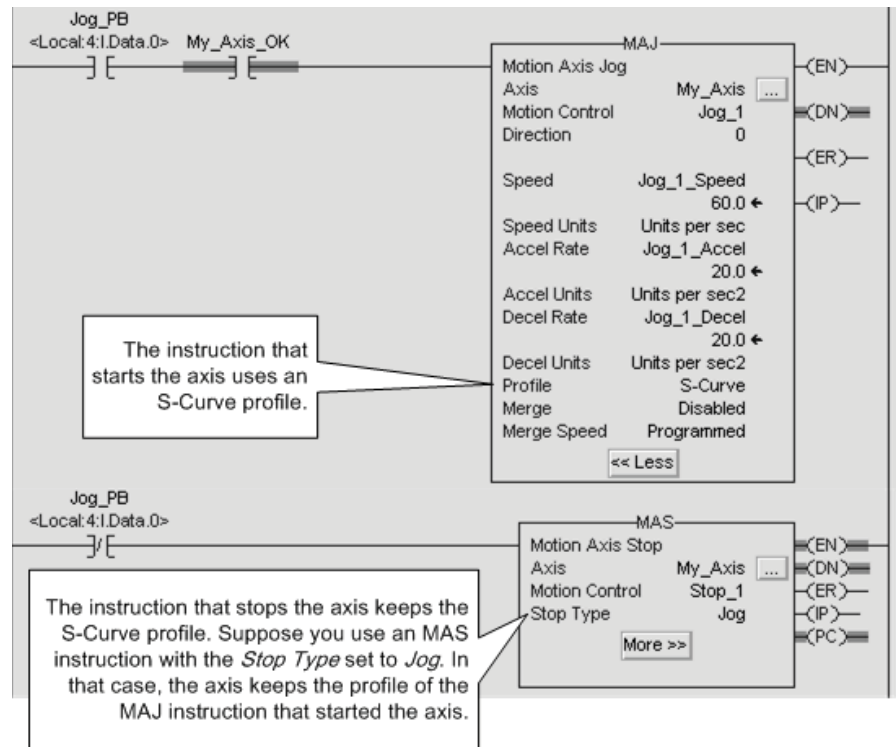 Jog_PB
<Local:4:I.Data.0>
My_Axis_OK
MAJ
Motion Axis Jog
Axis My_Axis ...
Motion Control Jog_1
Direction 0
Speed Jog_1_Speed
60.0
Speed Units Units per sec
Accel Rate Jog_1_Accel
20.0
Accel Units Units per sec2
Decel Rate Jog_1_Decel
20.0
Decel Units Units per sec2
Profile S-Curve
Merge Disabled
Merge Speed Programmed
<< Less
(EN)
(DN)
(ER)
(IP)
The instruction that
starts the axis uses an
S-Curve profile.
Jog_PB
<Local:4:I.Data.0>
MAS
Motion Axis Stop
Axis My_Axis ...
Motion Control Stop_1
Stop Type Jog
More >>
(EN)
(DN)
(ER)
(IP)
(PC)
The instruction that stops the axis keeps the
S-Curve profile. Suppose you use an MAS
instruction with the Stop Type set to Jog. In
that case, the axis keeps the profile of the
MAJ instruction that started the axis.